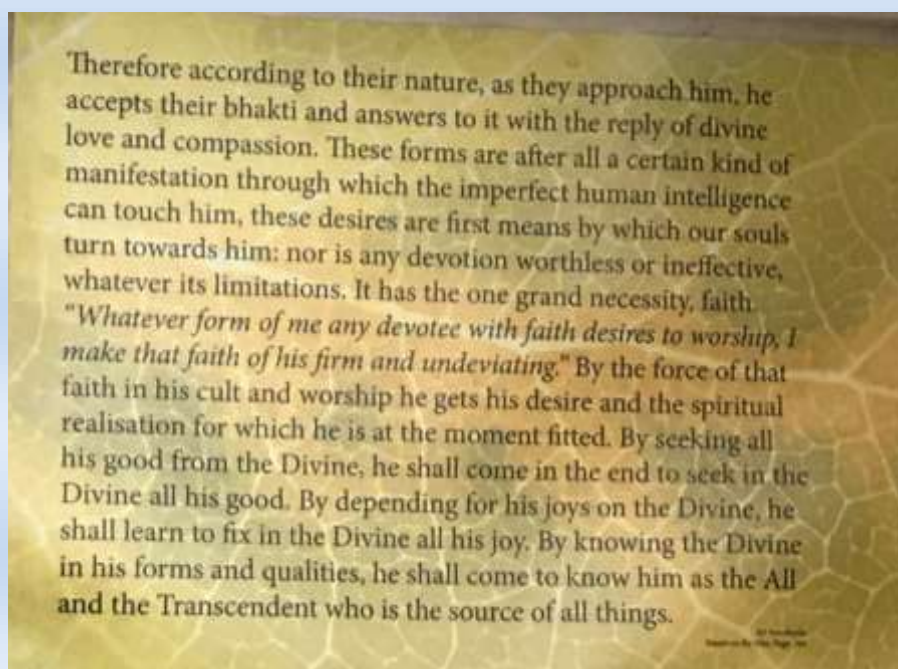 Therefore according to their nature, as they approach him, he
accepts their bhakti and answers to it with the reply of divine
love and compassion. These forms are after all a certain kind of
manifestation through which the imperfect human intelligence
can touch him, these desires are first means by which our souls
turn towards him: nor is any devotion worthless or ineffective,
whatever its limitations. It has the one grand necessity, faith.
"Whatever form of me any devotee with faith desires to worship, I
make that faith of his firm and undeviating." By the force of that
faith in his cult and worship he gets his desire and the spiritual
realisation for which he is at the moment fitted. By seeking all
his good from the Divine, he shall come in the end to seek in the
Divine all his good. By depending for his joys on the Divine, he
shall learn to fix in the Divine all his joy. By knowing the Divine
in his forms and qualities, he shall come to know him as the All
and the Transcendent who is the source of all things.